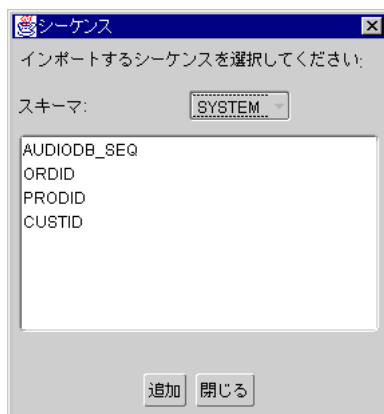 シーケンス
インポートするシーケンスを選択してください:
スキーマ: SYSTEM
AUDIODB_SEQ
ORDID
PRODID
CUSTID
追加 閉じる